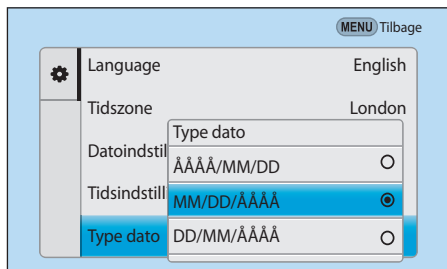 MENU Tilbage
Language English
Tidszone London
Type dato
Datoindstil
ÅÅÅÅ/MM/DD
Tidsindstill
MM/DD/ÅÅÅÅ
Type dato DD/MM/ÅÅÅÅ